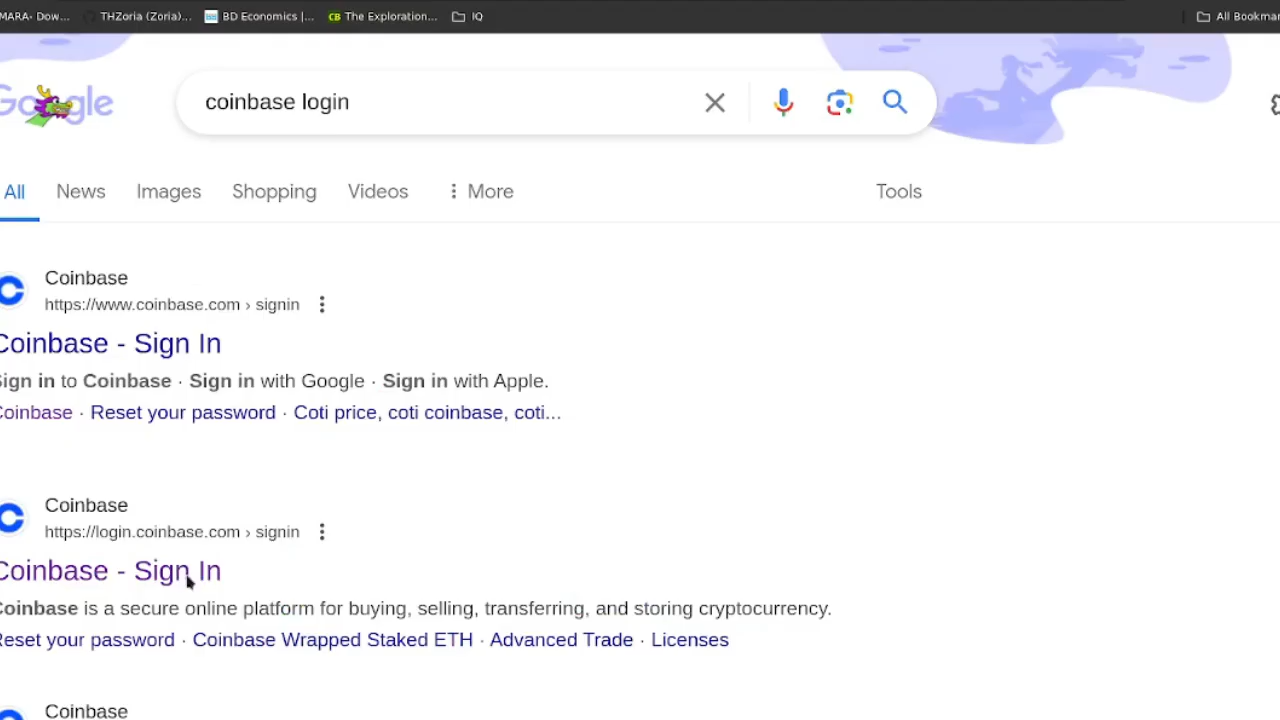 MARA- Dow... THZoria (Zoria)... BD Economics |... CB The Exploration... IQ All Bookmar
Google
coinbase login
All News Images Shopping Videos More Tools
Coinbase
https://www.coinbase.com › signin
Coinbase - Sign In
Sign in to Coinbase · Sign in with Google · Sign in with Apple.
Coinbase · Reset your password · Coti price, coti coinbase, coti...
Coinbase
https://login.coinbase.com › signin
Coinbase - Sign In
Coinbase is a secure online platform for buying, selling, transferring, and storing cryptocurrency.
Reset your password · Coinbase Wrapped Staked ETH · Advanced Trade · Licenses
Coinbase